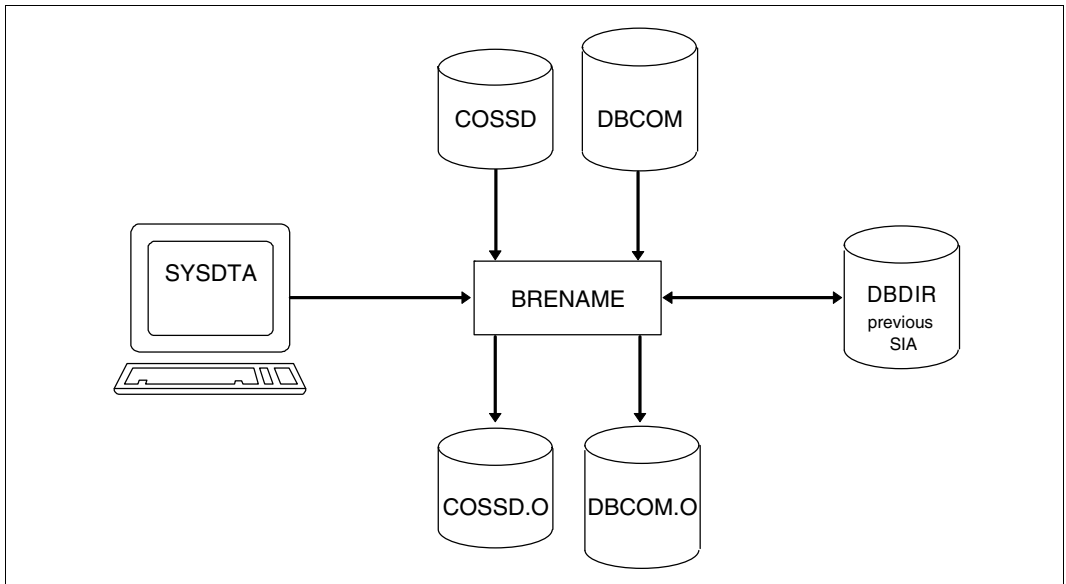 COSSD
DBCOM
SYSDTA
BRENAME
DBDIR
previous
SIA
COSSD.O
DBCOM.O